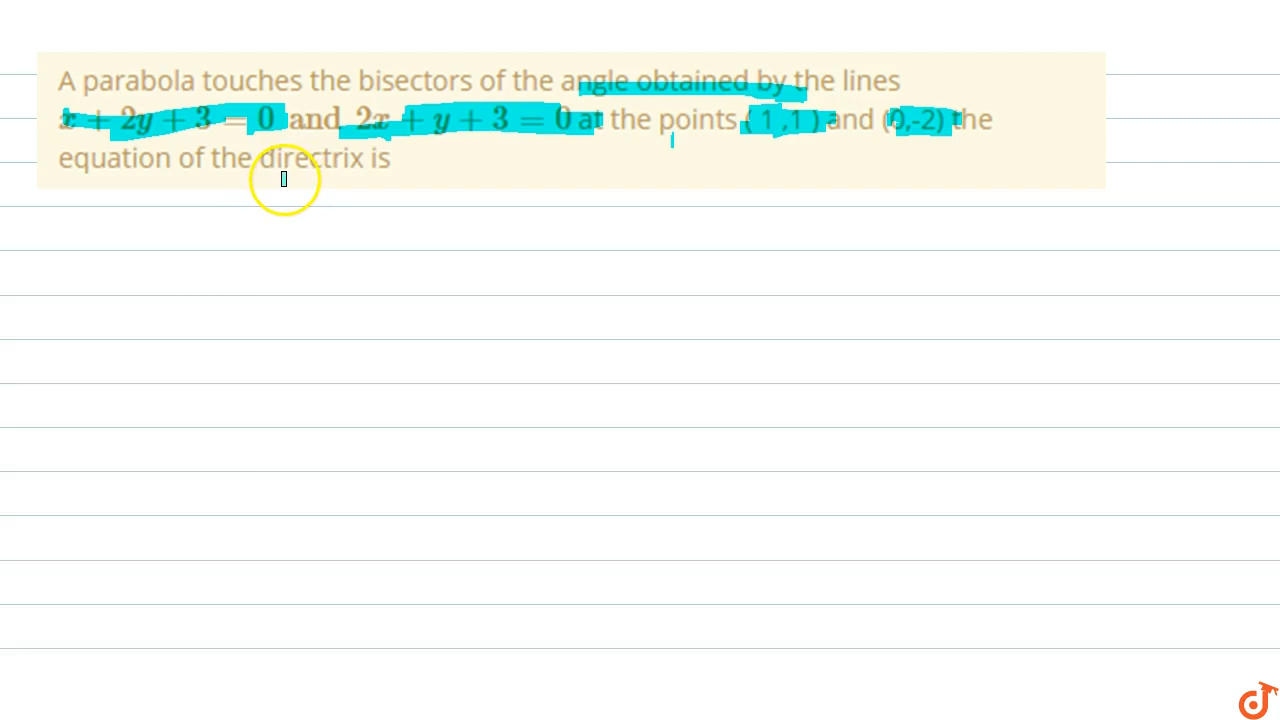 A parabola touches the bisectors of the angle obtained by the lines
x + 2y + 3 = 0 and 2x + y + 3 = 0 at the points ( 1 ,1 ) and (0,-2) the
equation of the directrix is